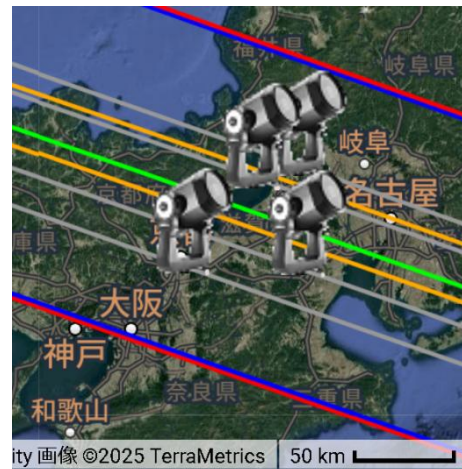 福井県
岐阜県
岐阜
名古屋
京都府
滋
庫県
大阪
神戸
奈良県
三重県
和歌山
ity 画像 ©2025 TerraMetrics
50 km